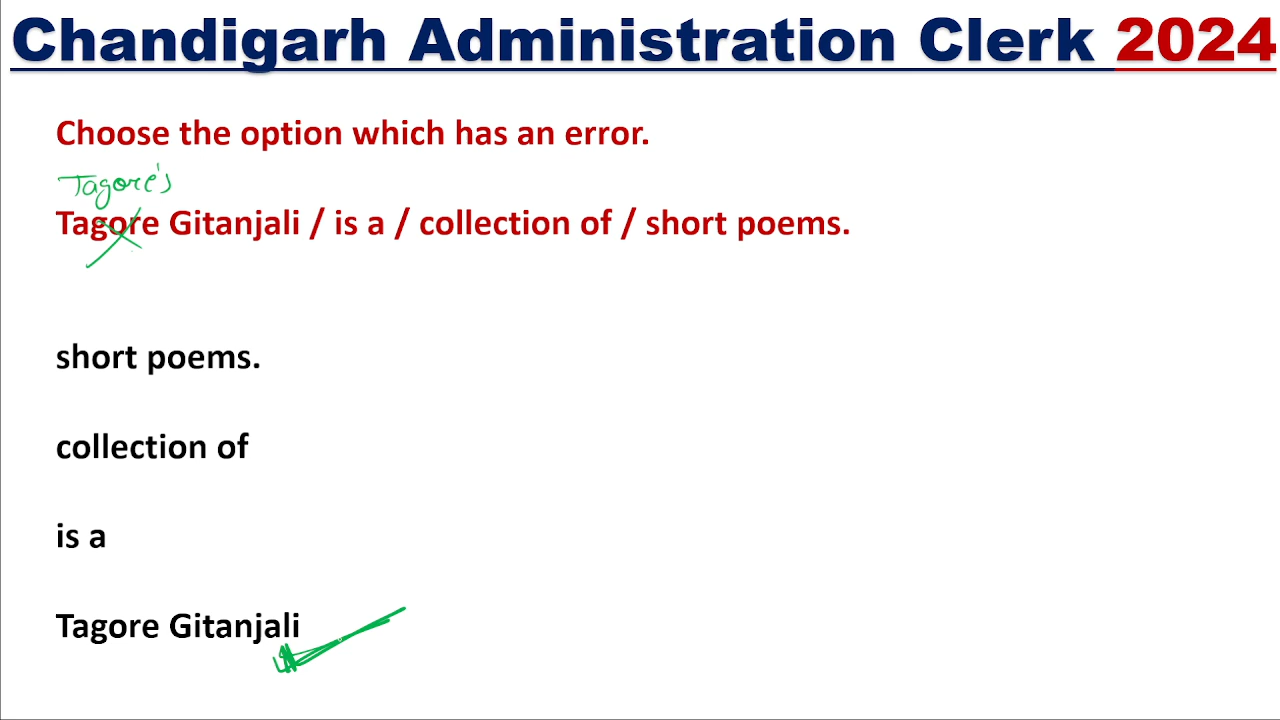 Chandigarh Administration Clerk 2024
Choose the option which has an error.
Tagore's
Tagore Gitanjali / is a / collection of / short poems.
short poems.
collection of
is a
Tagore Gitanjali